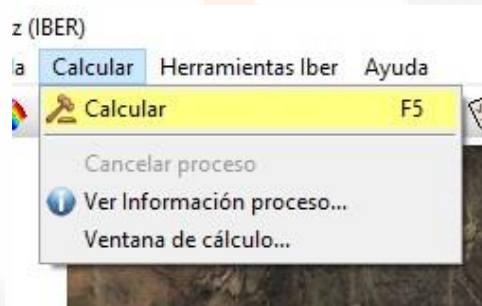 z (IBER)
a Calcular Herramientas Iber Ayuda
Calcular F5
Cancelar proceso
Ver Información proceso...
Ventana de cálculo...